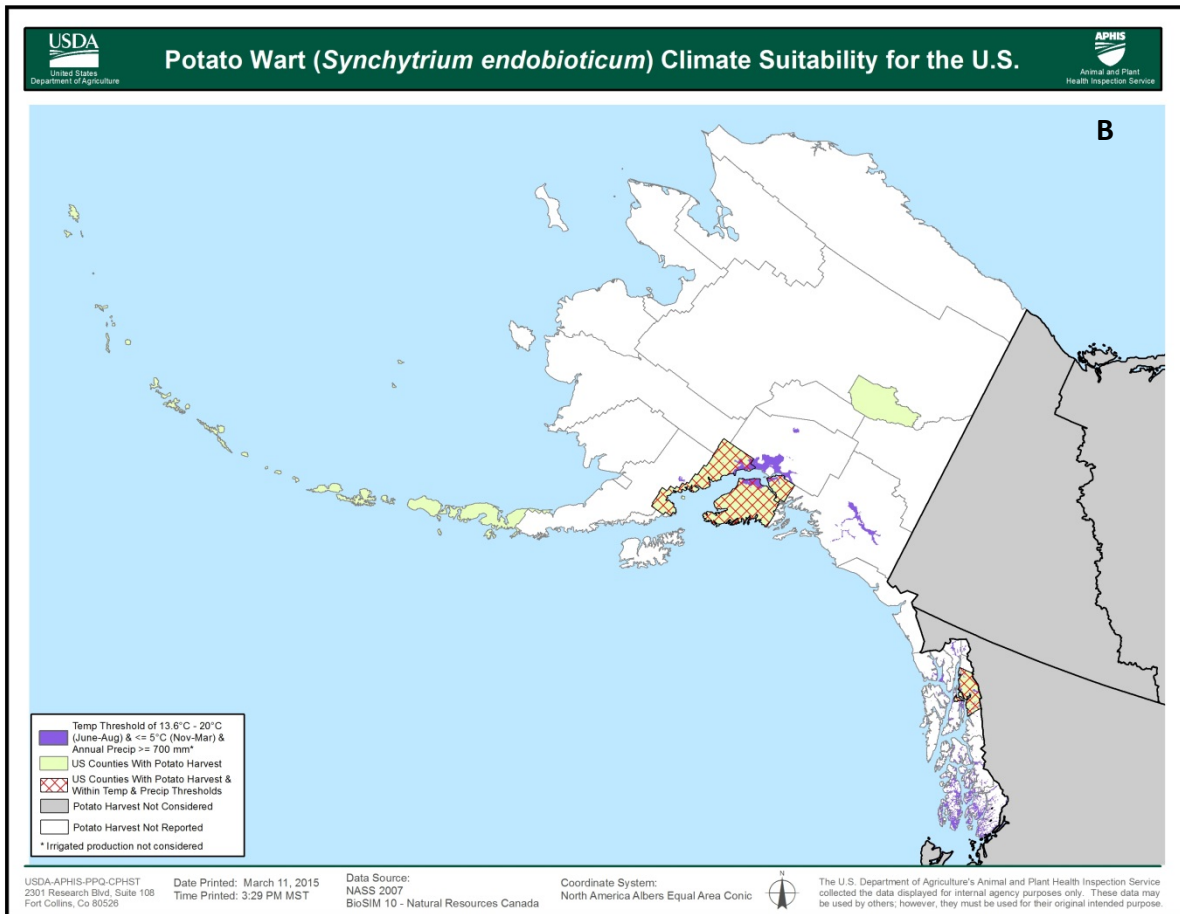 USDA
United States
Department of Agriculture
Potato Wart (Synchytrium endobioticum) Climate Suitability for the U.S.
APHIS
Animal and Plant
Health Inspection Service
B
Temp Threshold of 13.6°C - 20°C
(June-Aug) & <= 5°C (Nov-Mar) &
Annual Precip >= 700 mm*
US Counties With Potato Harvest
US Counties With Potato Harvest &
Within Temp & Precip Thresholds
Potato Harvest Not Considered
Potato Harvest Not Reported
* Irrigated production not considered
USDA-APHIS-PPQ-CPHST
2301 Research Blvd, Suite 108
Fort Collins, Co 80526
Date Printed: March 11, 2015
Time Printed: 3:29 PM MST
Data Source:
NASS 2007
BioSIM 10 - Natural Resources Canada
Coordinate System:
North America Albers Equal Area Conic
N
The U.S. Department of Agriculture's Animal and Plant Health Inspection Service
collected the data displayed for internal agency purposes only. These data may
be used by others; however, they must be used for their original intended purpose.